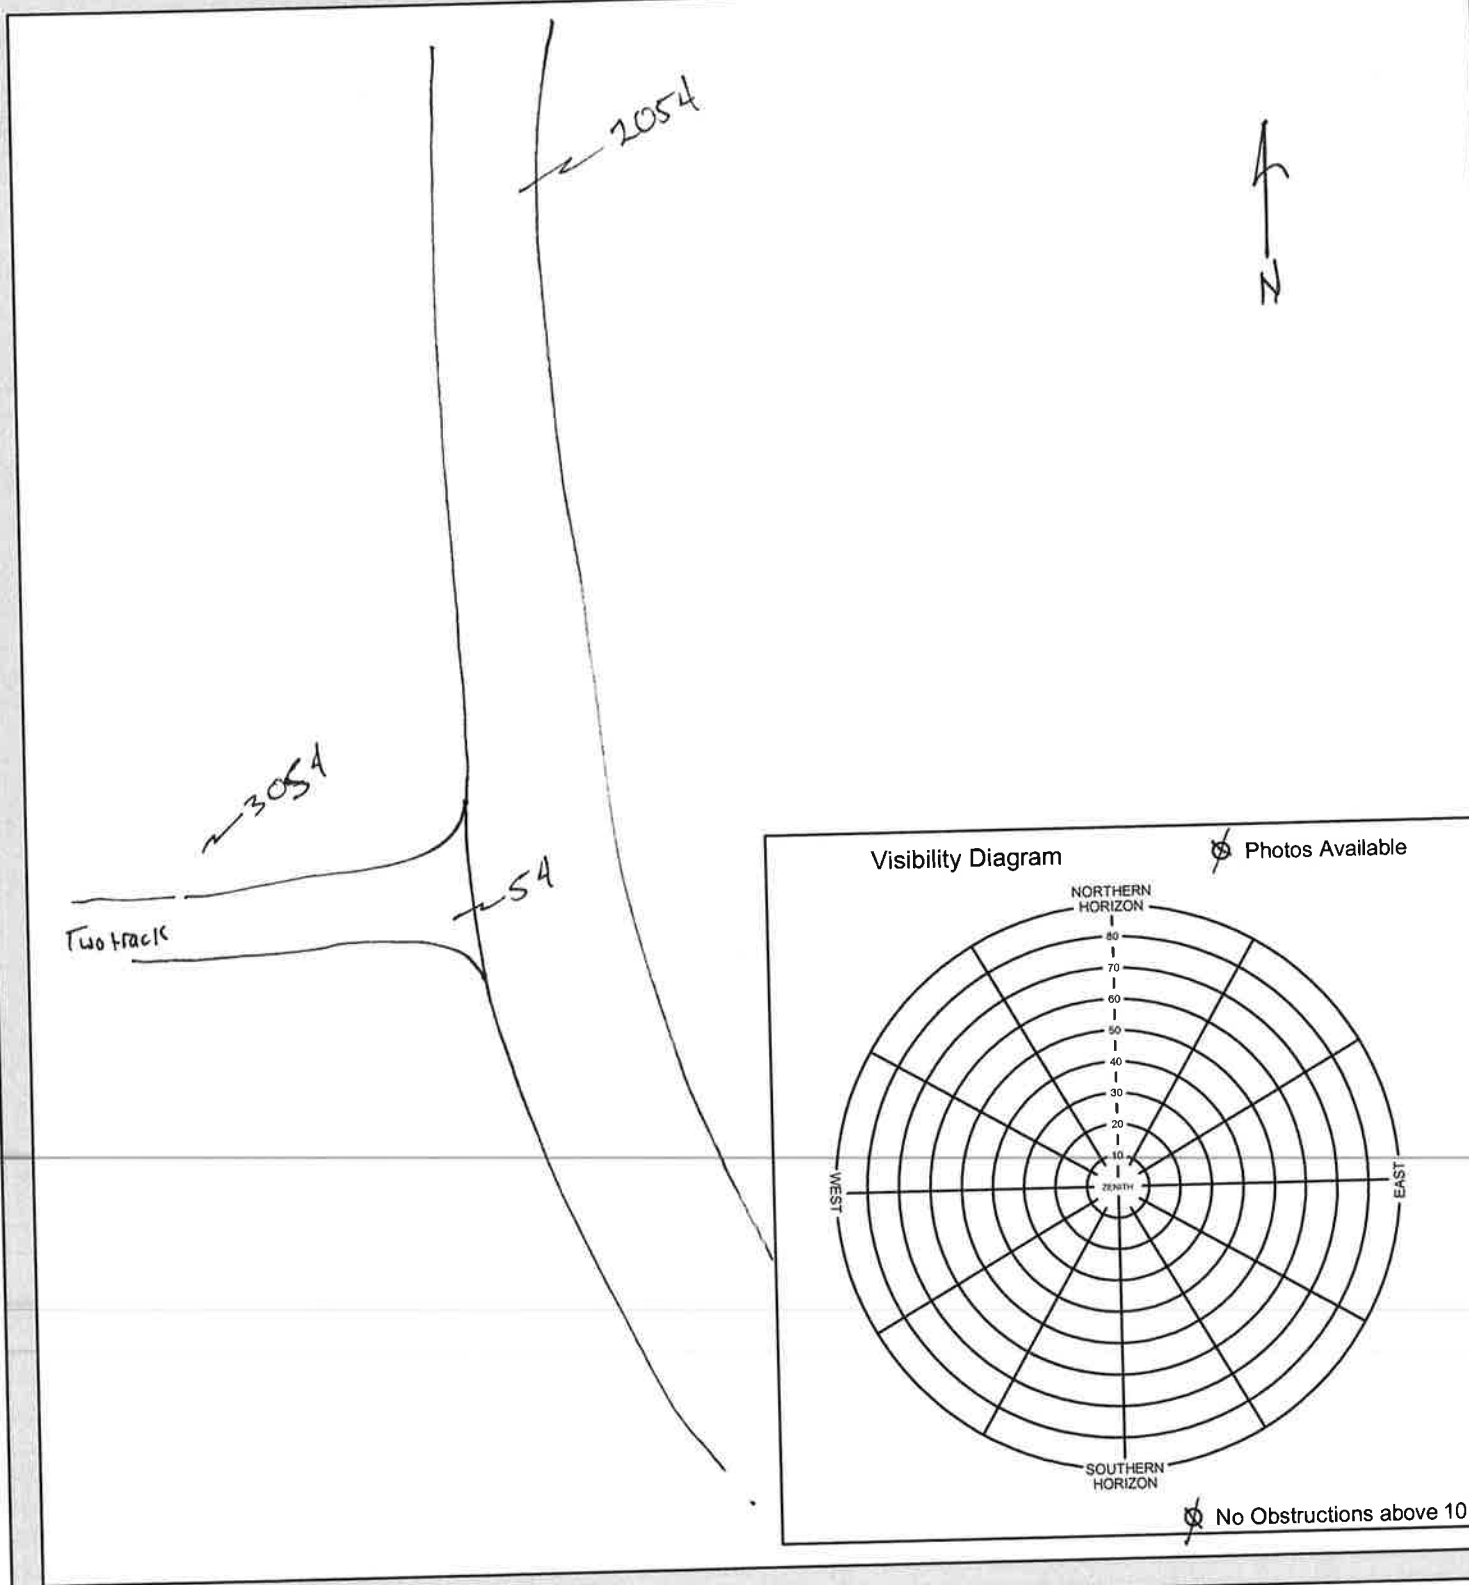 2054
N
3054
54
Two track
Visibility Diagram
Photos Available
NORTHERN
HORIZON
80
70
60
50
40
30
20
10
ZENITH
WEST
EAST
SOUTHERN
HORIZON
No Obstructions above 10